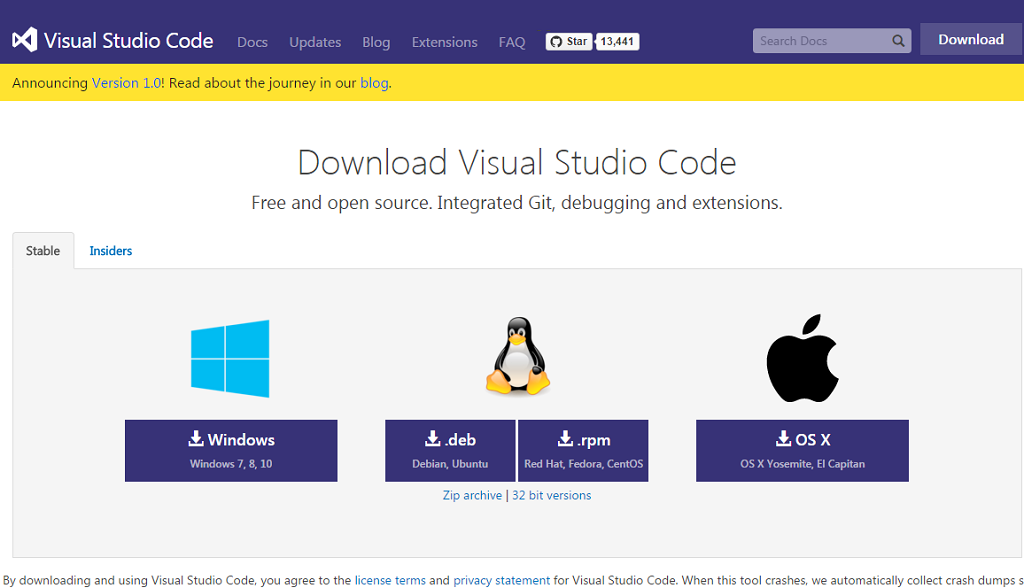 Visual Studio Code Docs Updates Blog Extensions FAQ Star 13,441 Search Docs Download
Announcing Version 1.0! Read about the journey in our blog.
Download Visual Studio Code
Free and open source. Integrated Git, debugging and extensions.
Stable Insiders
Windows .deb .rpm OS X
Windows 7, 8, 10 Debian, Ubuntu Red Hat, Fedora, CentOS OS X Yosemite, El Capitan
Zip archive | 32 bit versions
By downloading and using Visual Studio Code, you agree to the license terms and privacy statement for Visual Studio Code. When this tool crashes, we automatically collect crash dumps s